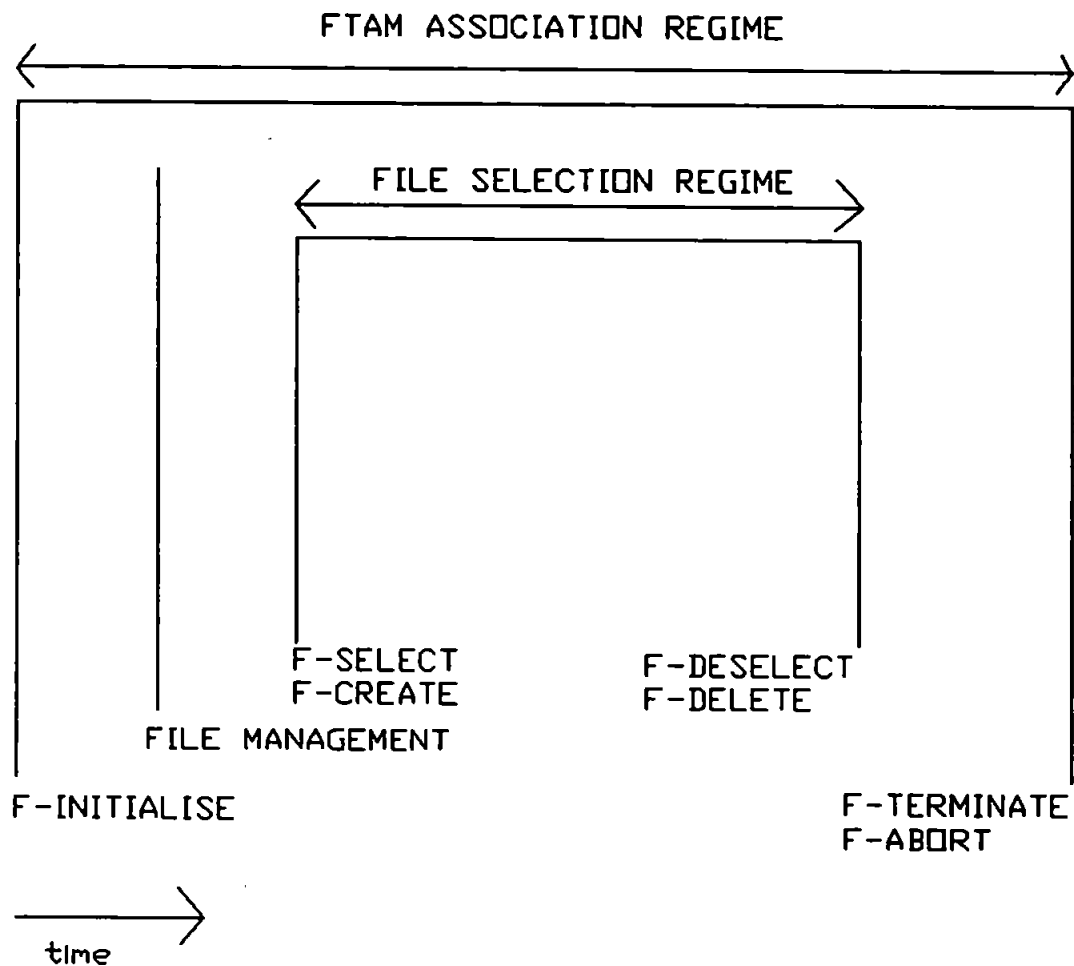 FTAM ASSOCIATION REGIME
FILE SELECTION REGIME
F-SELECT
F-CREATE
F-DESELECT
F-DELETE
FILE MANAGEMENT
F-INITIALISE
F-TERMINATE
F-ABORT
time